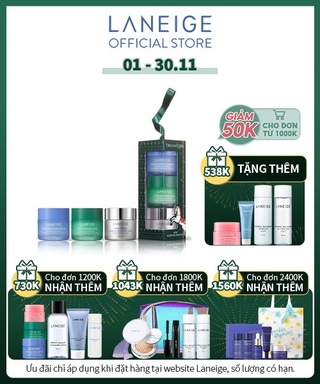 LANEIGE
OFFICIAL STORE
01 - 30.11
GIẢM
50K
CHO ĐƠN
TỪ 1000K
538K
TẶNG THÊM
Cho đơn 1200K
730K NHẬN THÊM
Cho đơn 1800K
1043K NHẬN THÊM
Cho đơn 2400K
1560K NHẬN THÊM
LANEIGE
Ưu đãi chỉ áp dụng khi đặt hàng tại website Laneige, số lượng có hạn.